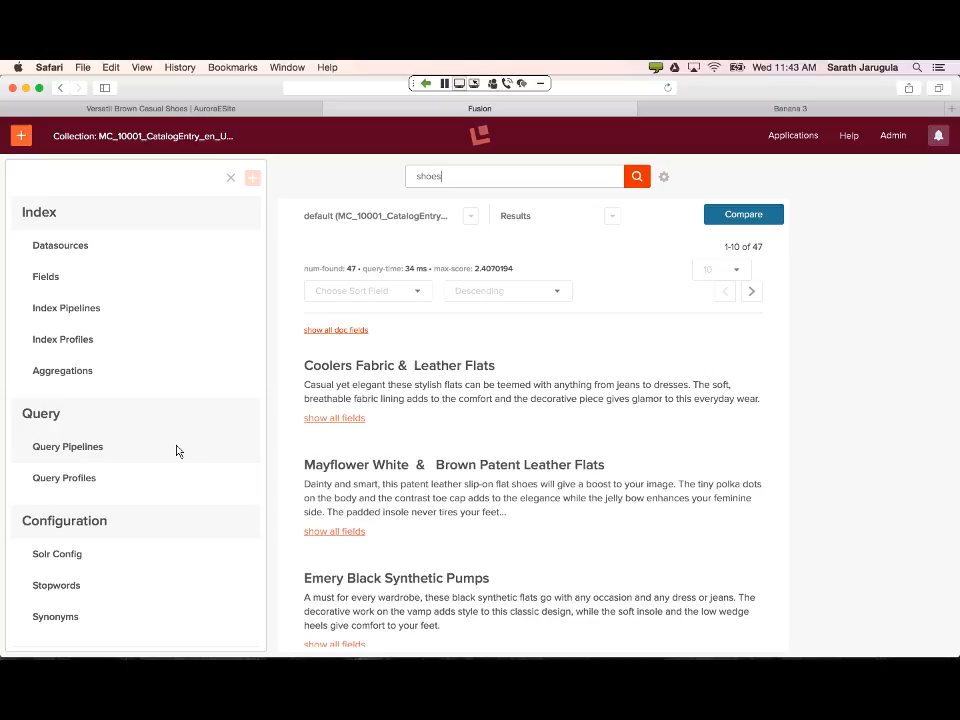 Safari File Edit View History Bookmarks Window Help Wed 11:43 AM Sarath Jarugula
Versatil Brown Casual Shoes | AuroraESite Fusion Banana 3
+ Collection: MC_10001_CatalogEntry_en_U... Applications Help Admin
Index
Datasources
Fields
Index Pipelines
Index Profiles
Aggregations
Query
Query Pipelines
Query Profiles
Configuration
Solr Config
Stopwords
Synonyms
shoes
default (MC_10001_CatalogEntry... Results Compare
1-10 of 47
num-found: 47 • query-time: 34 ms • max-score: 2.4070194
10
Choose Sort Field Descending
show all doc fields
Coolers Fabric & Leather Flats
Casual yet elegant these stylish flats can be teemed with anything from jeans to dresses. The soft,
breathable fabric lining adds to the comfort and the decorative piece gives glamor to this everyday wear.
show all fields
Mayflower White & Brown Patent Leather Flats
Dainty and smart, this patent leather slip-on flat shoes will give a boost to your image. The tiny polka dots
on the body and the contrast toe cap adds to the elegance while the jelly bow enhances your feminine
side. The padded insole never tires your feet...
show all fields
Emery Black Synthetic Pumps
A must for every wardrobe, these black synthetic flats go with any occasion and any dress or jeans. The
decorative work on the vamp adds style to this classic design, while the soft insole and the low wedge
heels give comfort to your feet.
show all fields